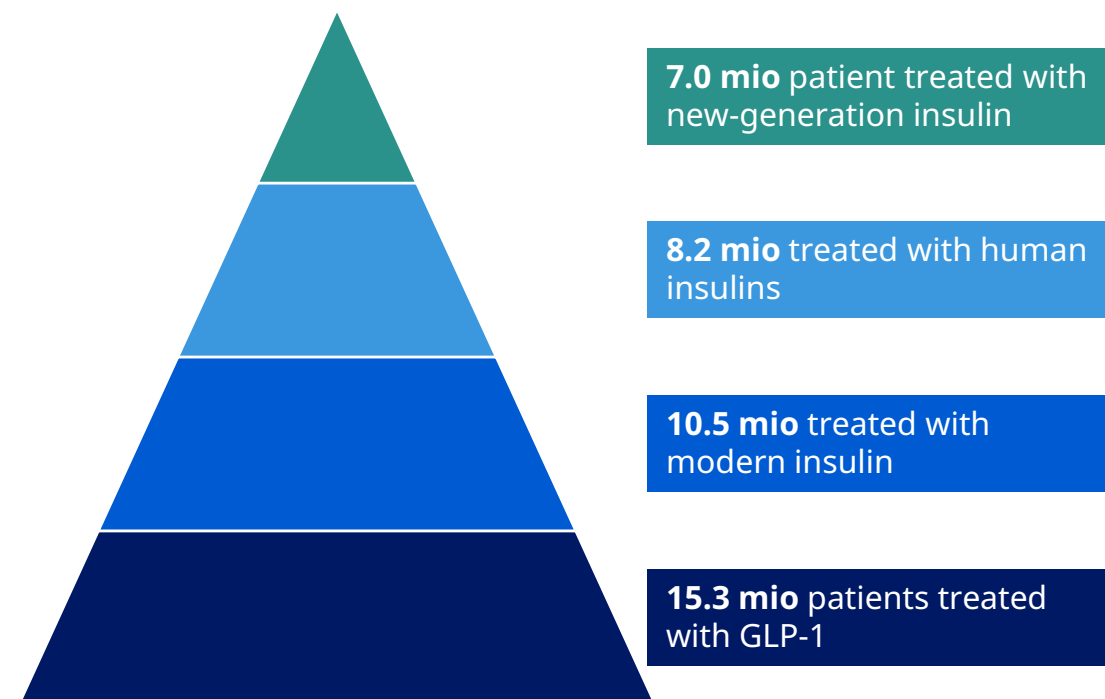 7.0 mio patient treated with
new-generation insulin
8.2 mio treated with human
insulins
10.5 mio treated with
modern insulin
15.3 mio patients treated
with GLP-1